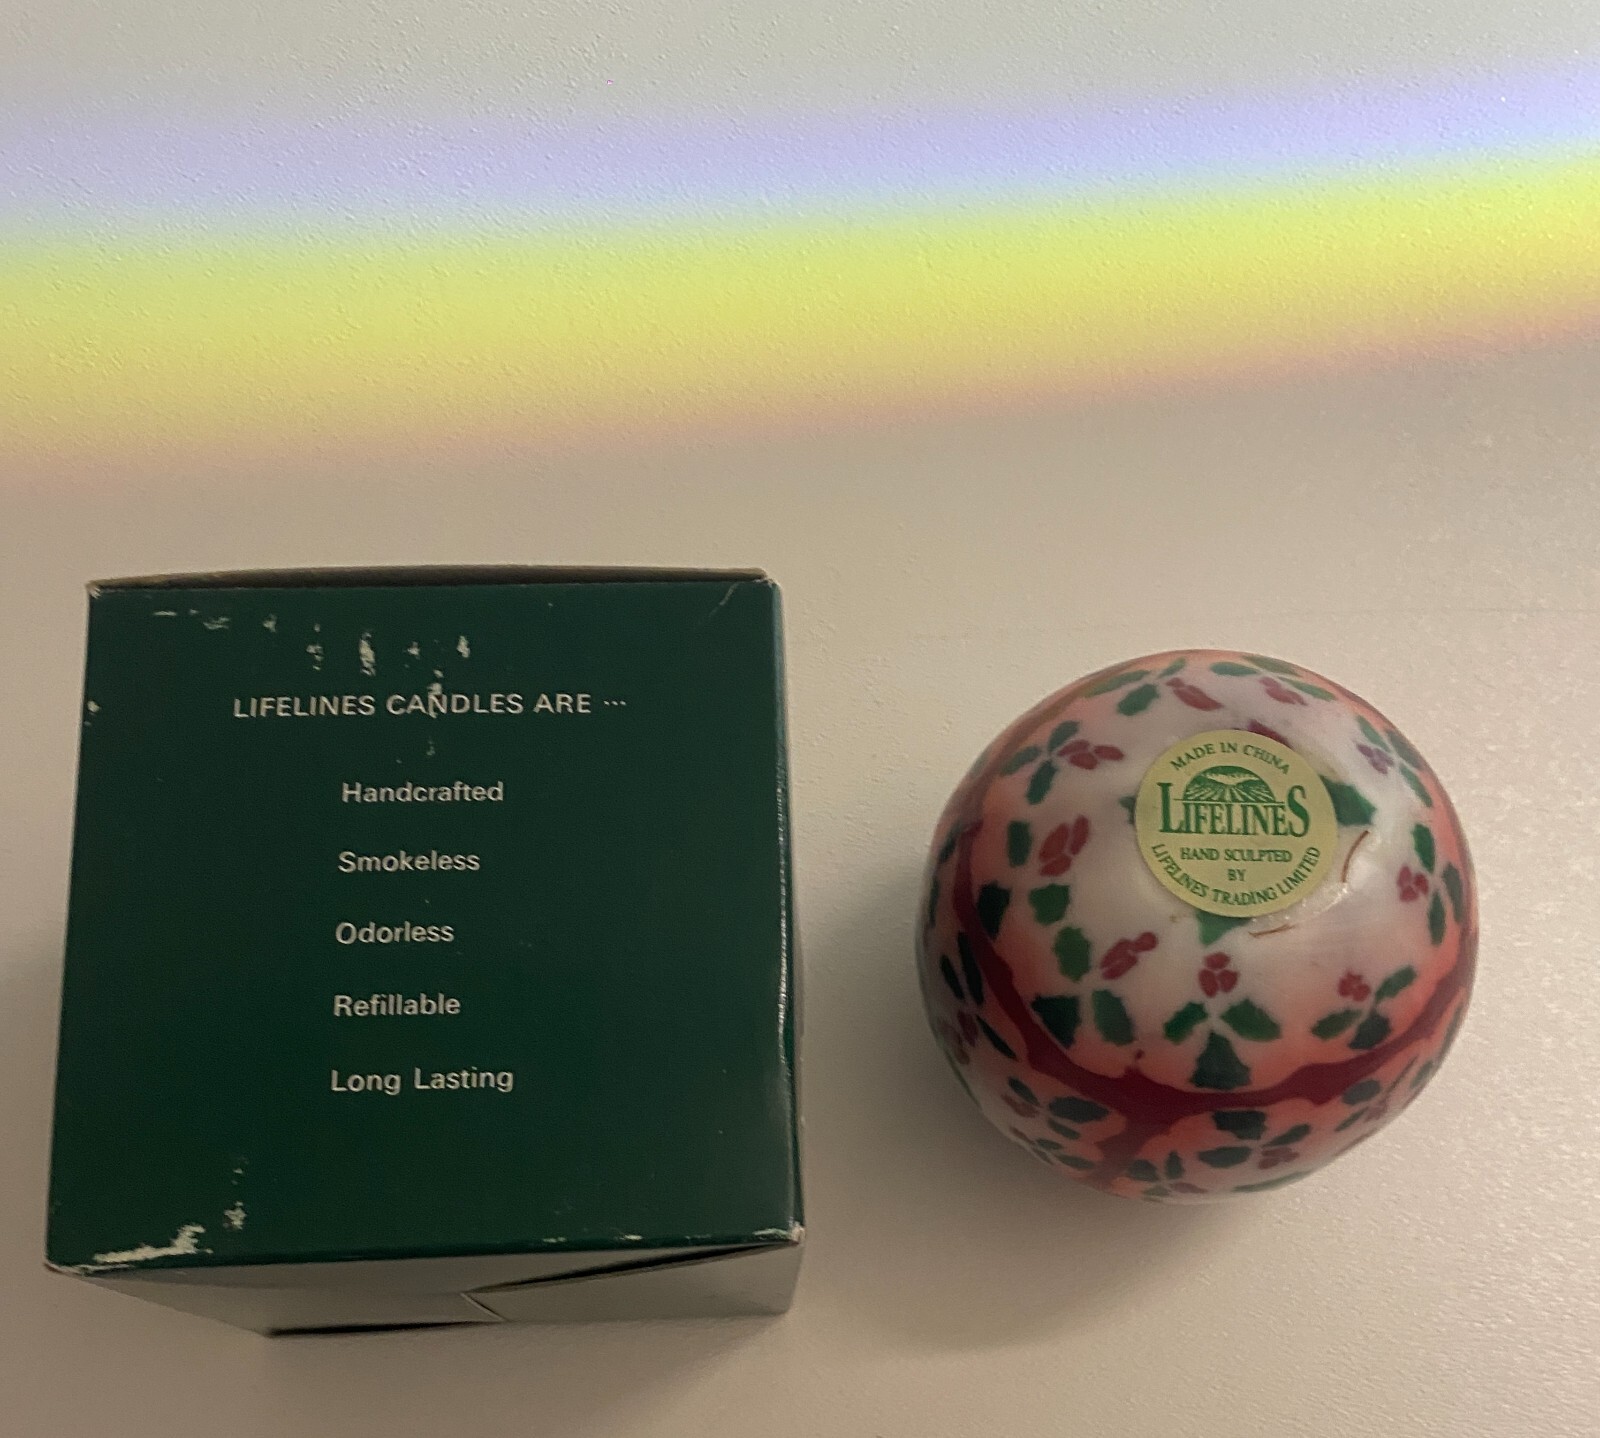 LIFELINES CANDLES ARE ...
Handcrafted
Smokeless
Odorless
Refillable
Long Lasting
MADE IN CHINA
LIFELINES
HAND SCULPTED
BY
LIFELINES TRADING LIMITED